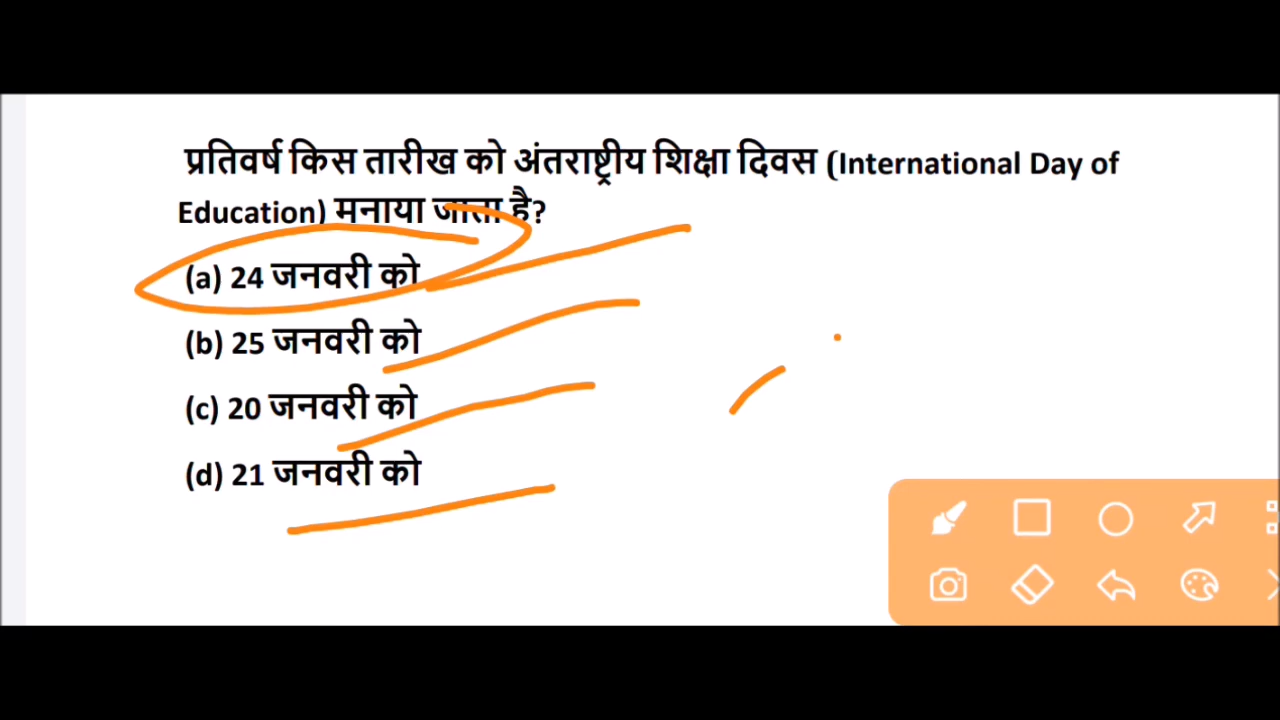 प्रतिवर्ष किस तारीख को अंतराष्ट्रीय शिक्षा दिवस (International Day of
Education) मनाया जाता है?
(a) 24 जनवरी को
(b) 25 जनवरी को
(c) 20 जनवरी को
(d) 21 जनवरी को